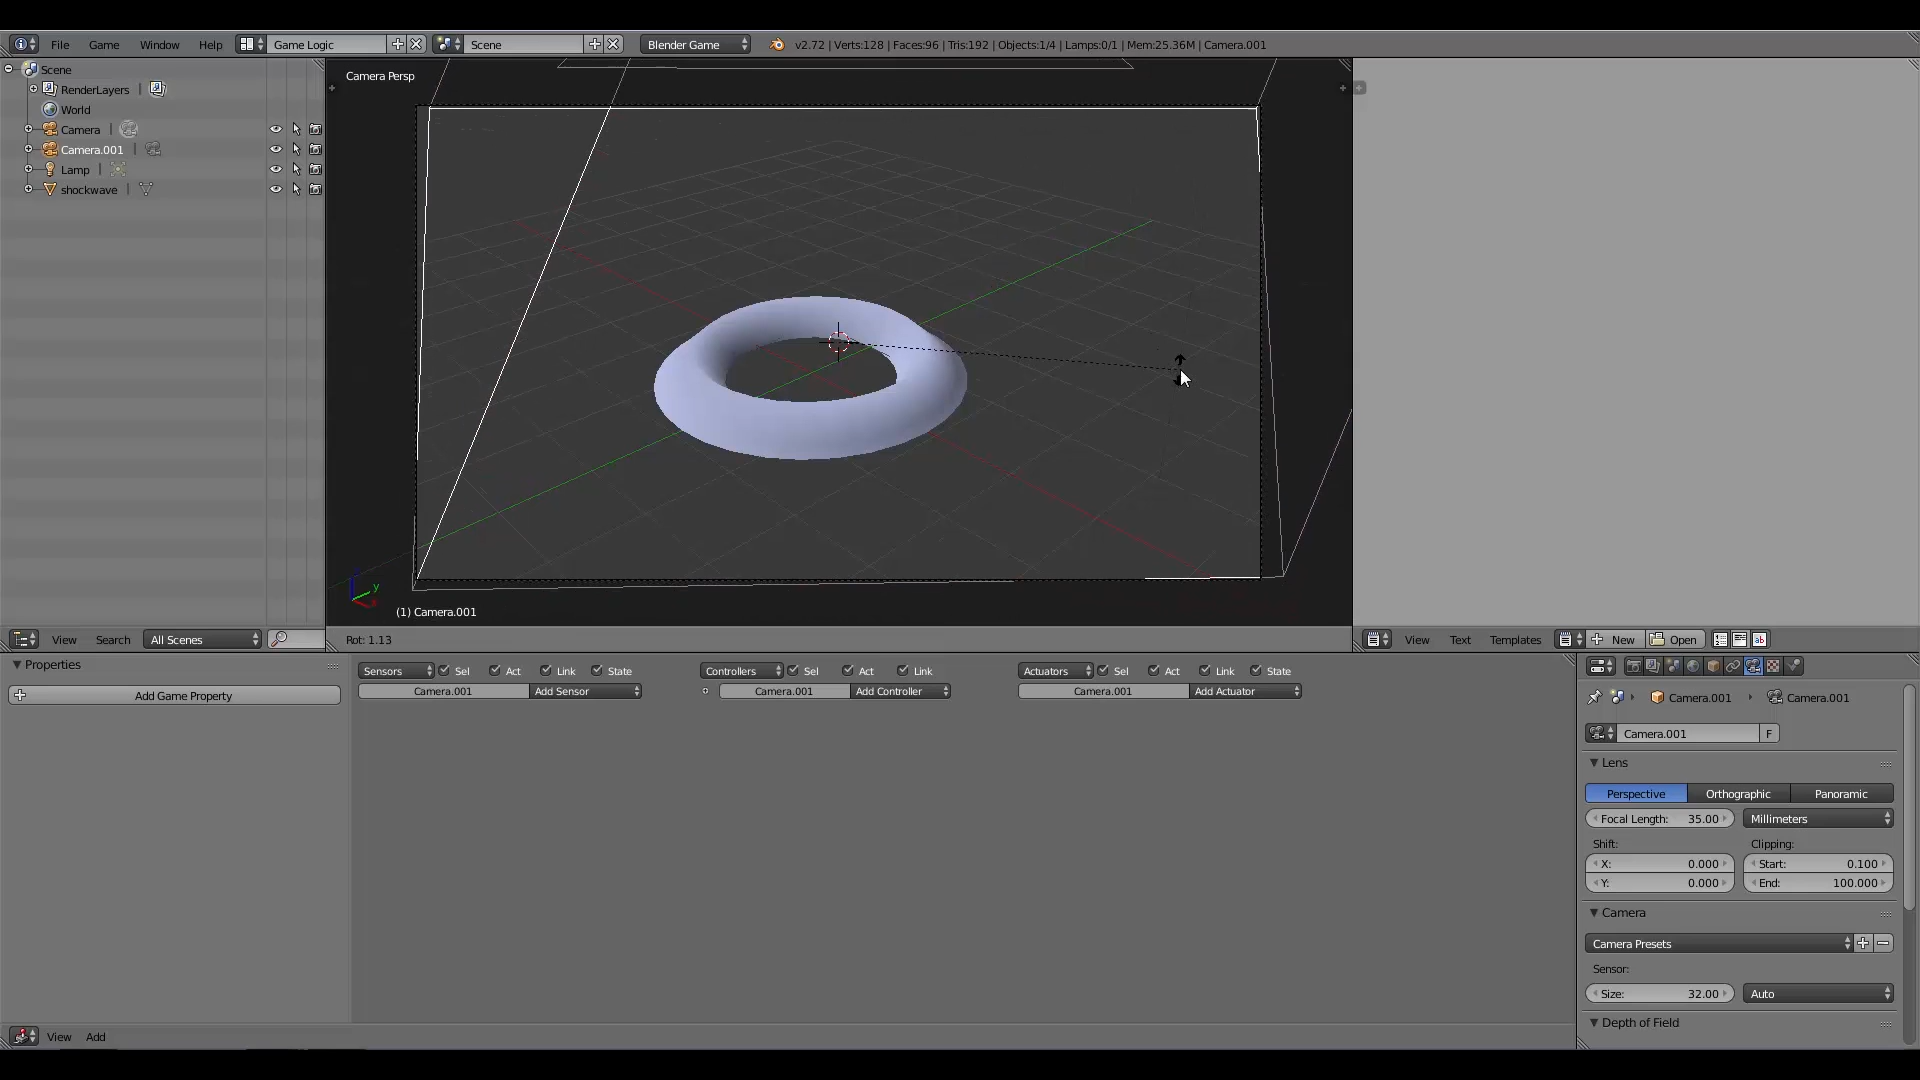 File Game Window Help Game Logic Scene Blender Game v2.72 | Verts:128 | Faces:96 | Tris:192 | Objects:1/4 | Lamps:0/1 | Mem:25.36M | Camera.001
Scene
RenderLayers |
World
Camera |
Camera.001 |
Lamp |
shockwave |
View Search All Scenes
Camera Persp
y
(1) Camera.001
Rot: 1.13
View Text Templates New Open
Properties
Add Game Property
Sensors Sel Act Link State Controllers Sel Act Link Actuators Sel Act Link State
Camera.001 Add Sensor Camera.001 Add Controller Camera.001 Add Actuator
Camera.001 Camera.001
Camera.001 F
Lens
Perspective Orthographic Panoramic
Focal Length: 35.00 Millimeters
Shift: Clipping:
X: 0.000 Start: 0.100
Y: 0.000 End: 100.000
Camera
Camera Presets
Sensor:
Size: 32.00 Auto
Depth of Field
View Add